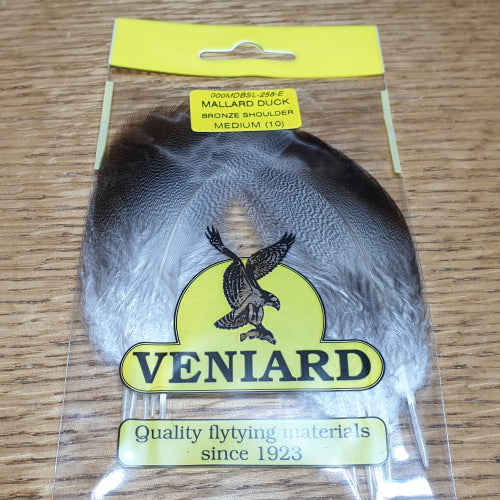 000MDBSL-258-E
MALLARD DUCK
BRONZE SHOULDER
MEDIUM (10)
VENIARD
Quality flytying materials
since 1923